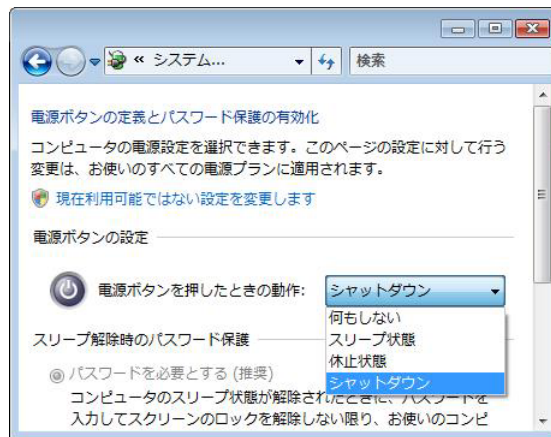 « システム...
検索
電源ボタンの定義とパスワード保護の有効化
コンピュータの電源設定を選択できます。このページの設定に対して行う
変更は、お使いのすべての電源プランに適用されます。
現在利用可能ではない設定を変更します
電源ボタンの設定
電源ボタンを押したときの動作:
シャットダウン
何もしない
スリープ状態
休止状態
シャットダウン
スリープ解除時のパスワード保護
パスワードを必要とする (推奨)
コンピュータのスリープ状態が解除されたときに、パスワードを
入力してスクリーンのロックを解除しない限り、お使いのコンピ